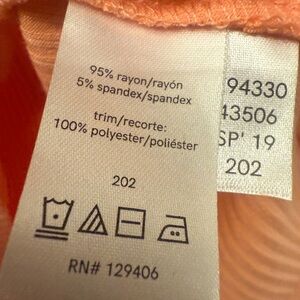 95% rayon/rayón
5% spandex/spandex
trim/recorte:
100% polyester/poliéster
202
RN# 129406
94330
43506
SP' 19
202